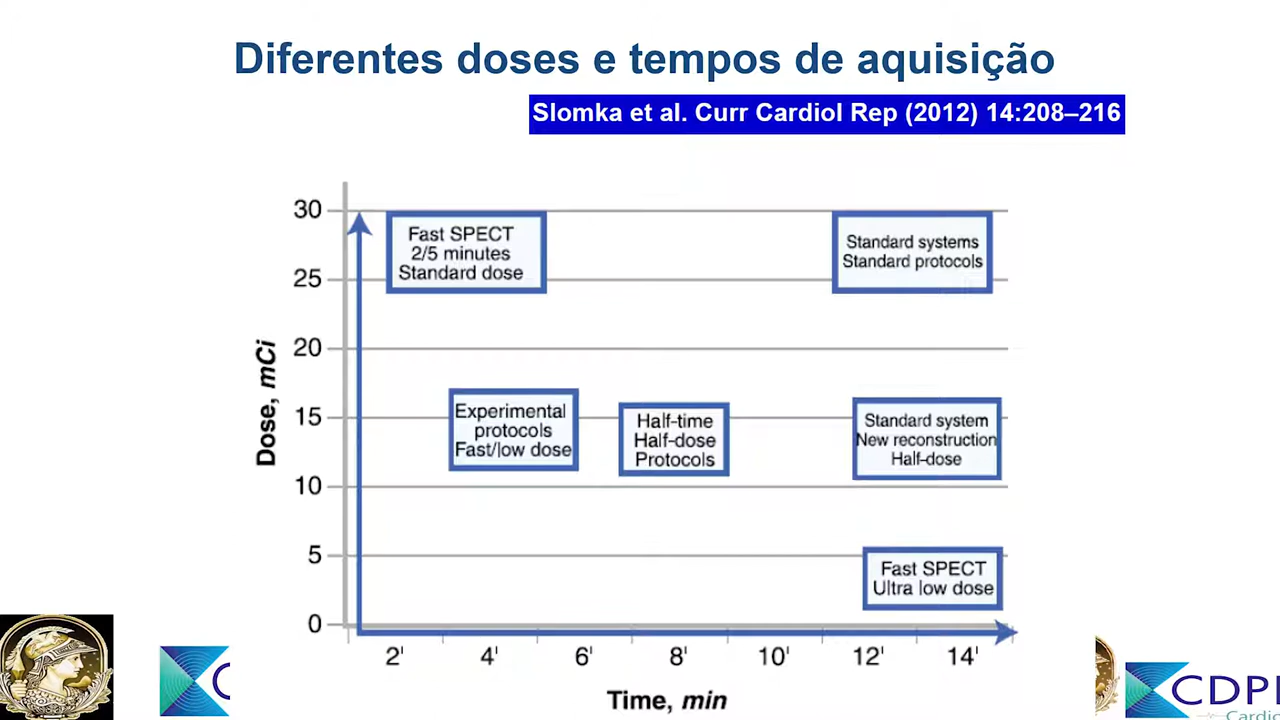 Diferentes doses e tempos de aquisição
Slomka et al. Curr Cardiol Rep (2012) 14:208–216
30
25
20
15
10
5
0
Dose, mCi
Fast SPECT
2/5 minutes
Standard dose
Standard systems
Standard protocols
Experimental
protocols
Fast/low dose
Half-time
Half-dose
Protocols
Standard system
New reconstruction
Half-dose
Fast SPECT
Ultra low dose
2' 4' 6' 8' 10' 12' 14'
Time, min
C
CDPI
Cardiol